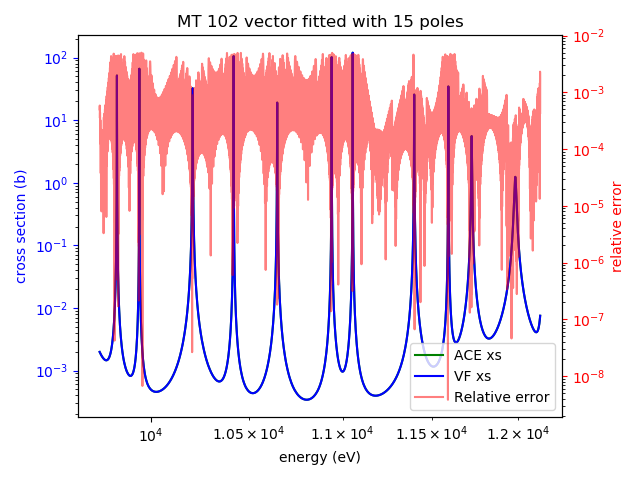 MT 102 vector fitted with 15 poles
cross section (b)
10²
10¹
10⁰
10⁻¹
10⁻²
10⁻³
10⁻²
10⁻³
10⁻⁴
10⁻⁵
10⁻⁶
10⁻⁷
10⁻⁸
relative error
ACE xs
VF xs
Relative error
10⁴ 1.05 × 10⁴ 1.1 × 10⁴ 1.15 × 10⁴ 1.2 × 10⁴
energy (eV)